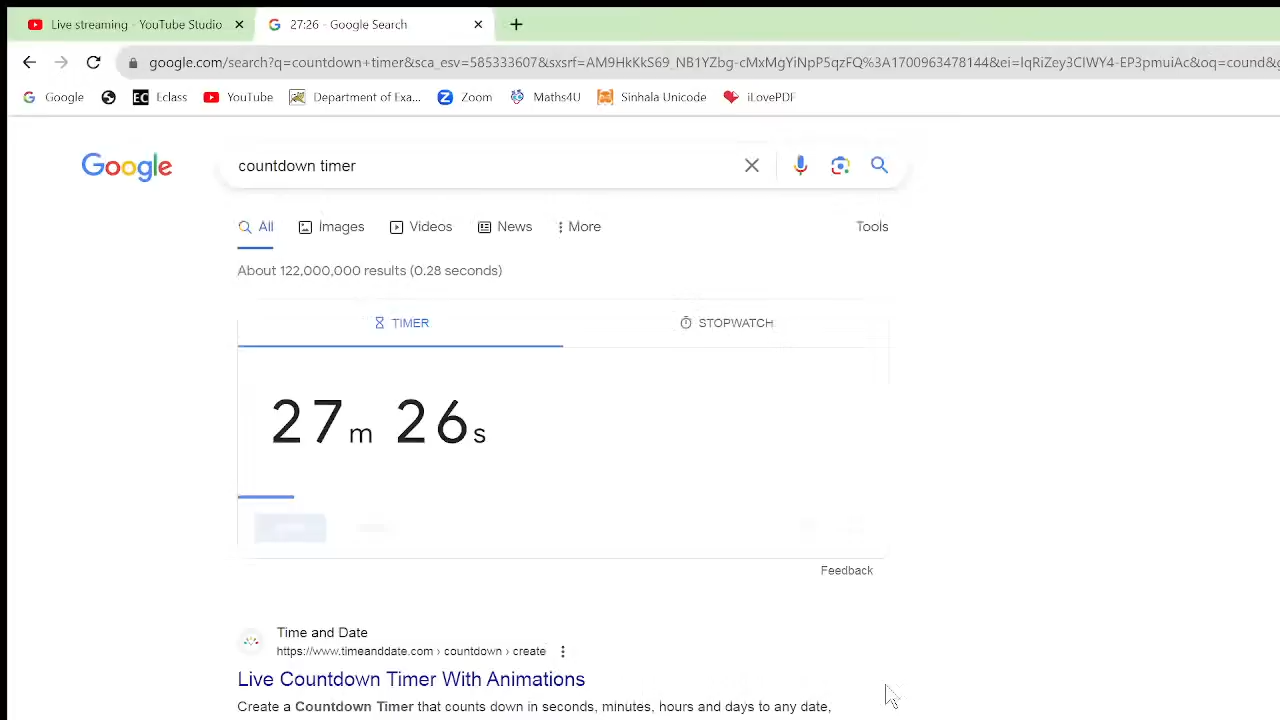 Live streaming - YouTube Studio
27:26 - Google Search
google.com/search?q=countdown+timer&sca_esv=585333607&sxsrf=AM9HkKkS69_NB1YZbg-cMxMgYiNpP5qzFQ%3A1700963478144&ei=IqRiZey3CIWY4-EP3pmuiAc&oq=cound&g
Google
EC Eclass
YouTube
Department of Exa...
Zoom
Maths4U
Sinhala Unicode
iLovePDF
Google
countdown timer
All
Images
Videos
News
More
Tools
About 122,000,000 results (0.28 seconds)
TIMER
STOPWATCH
27m 26s
Feedback
Time and Date
https://www.timeanddate.com › countdown › create
Live Countdown Timer With Animations
Create a Countdown Timer that counts down in seconds, minutes, hours and days to any date,